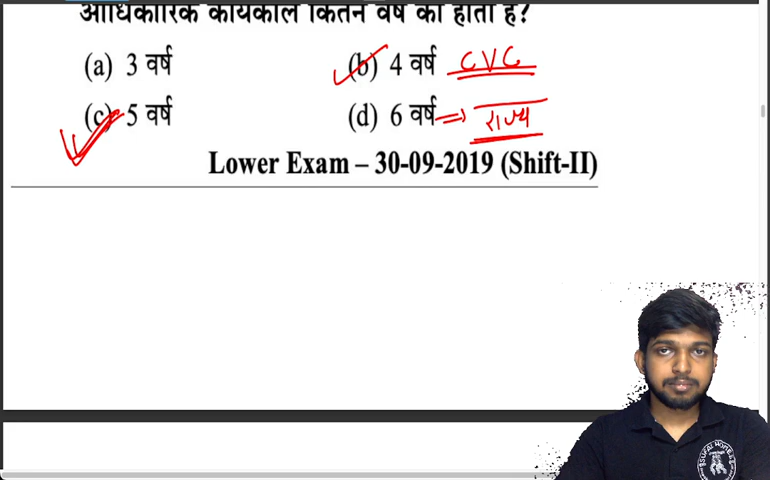 आधिकारिक कार्यकाल कितने वर्ष का होता है?
(a) 3 वर्ष (b) 4 वर्ष CVC
(c) 5 वर्ष (d) 6 वर्ष ⇒ राज्य
Lower Exam – 30-09-2019 (Shift-II)